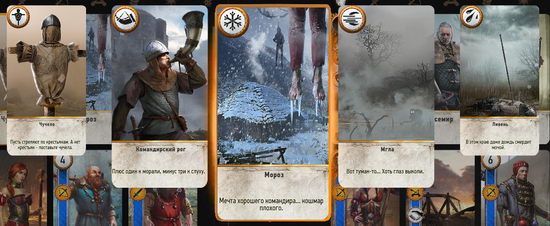 Чучело
Пусть стреляют по крестьянам. А нет
крестьян - поставьте чучело.
Командирский рог
Плюс один к морали, минус три к слуху.
Мороз
Мечта хорошего командира... кошмар
плохого.
Мгла
Вот туман-то... Хоть глаз выколи.
Ливень
В этом краю даже дождь смердит
мочой.
роз
семир
4
6